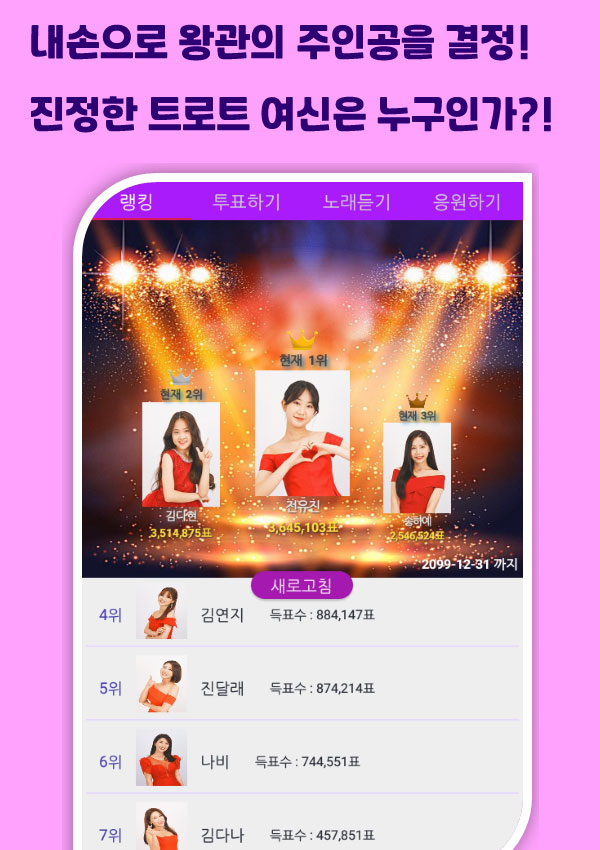 내손으로 왕관의 주인공을 결정!
진정한 트로트 여신은 누구인가?!
랭킹 투표하기 노래듣기 응원하기
현재 1위
현재 2위
현재 3위
전유진
3,645,103표
김다현
3,514,875표
송하예
2,546,524표
2099-12-31 까지
새로고침
4위 김연지 득표수 : 884,147표
5위 진달래 득표수 : 874,214표
6위 나비 득표수 : 744,551표
7위 김다나 득표수 : 457,851표